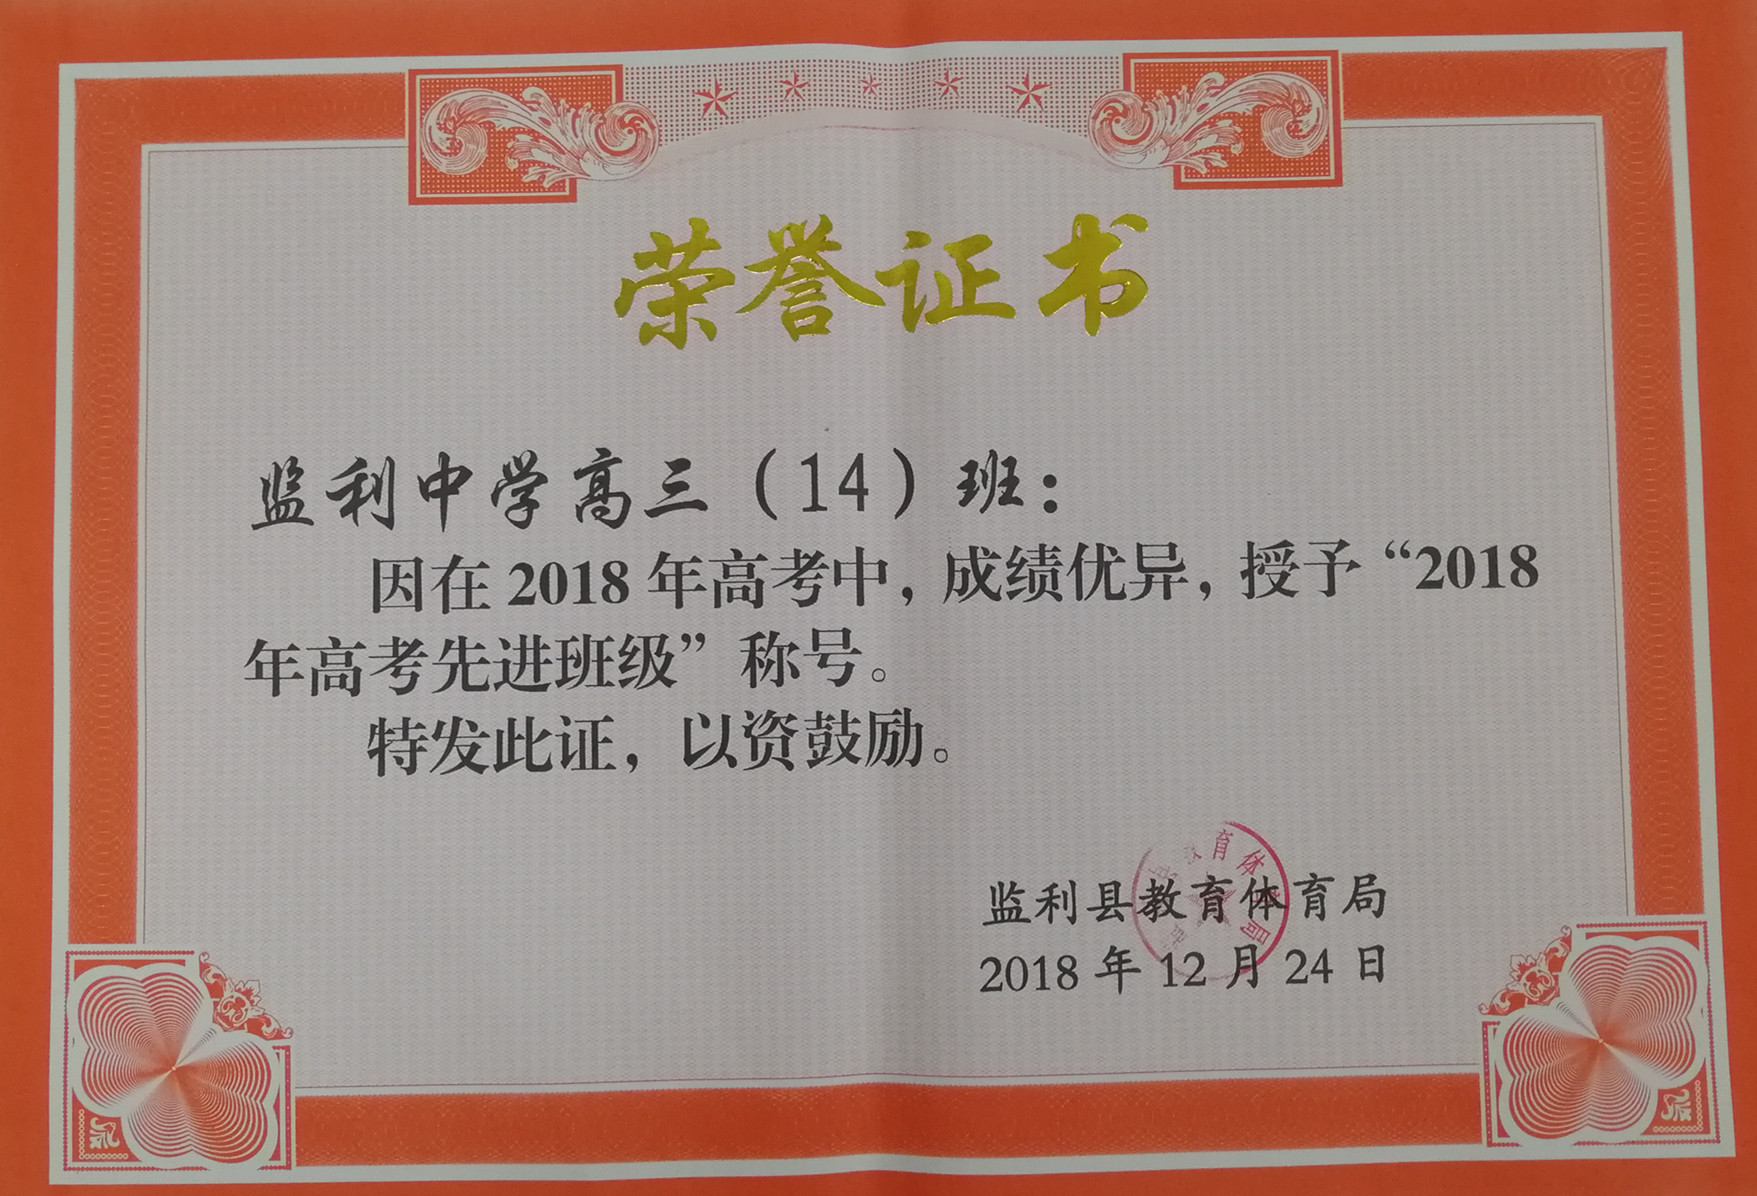 荣誉证书
监利中学高三（14）班：
因在2018年高考中，成绩优异，授予“2018
年高考先进班级”称号。
特发此证，以资鼓励。
监利县教育体育局
2018年12月24日